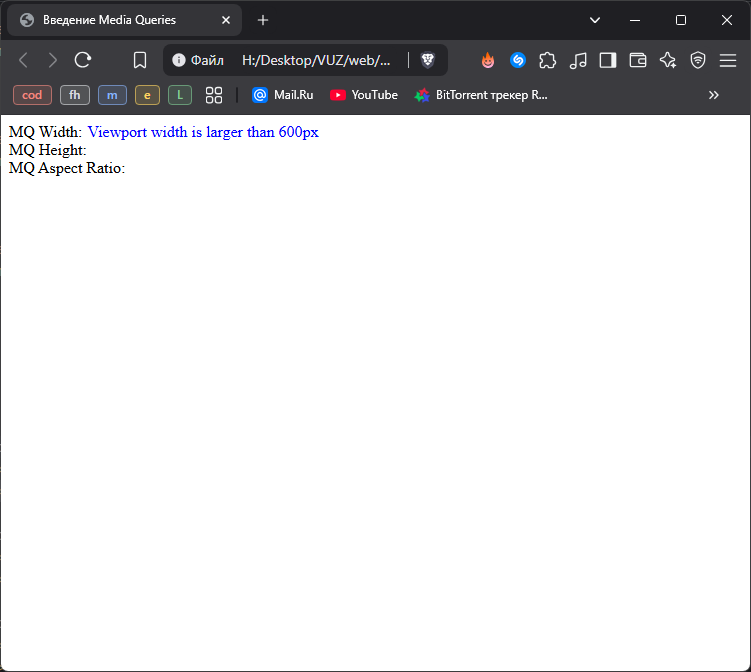 Введение Media Queries
Файл H:/Desktop/VUZ/web/...
cod fh m e L Mail.Ru YouTube BitTorrent трекер R...
MQ Width: Viewport width is larger than 600px
MQ Height:
MQ Aspect Ratio: